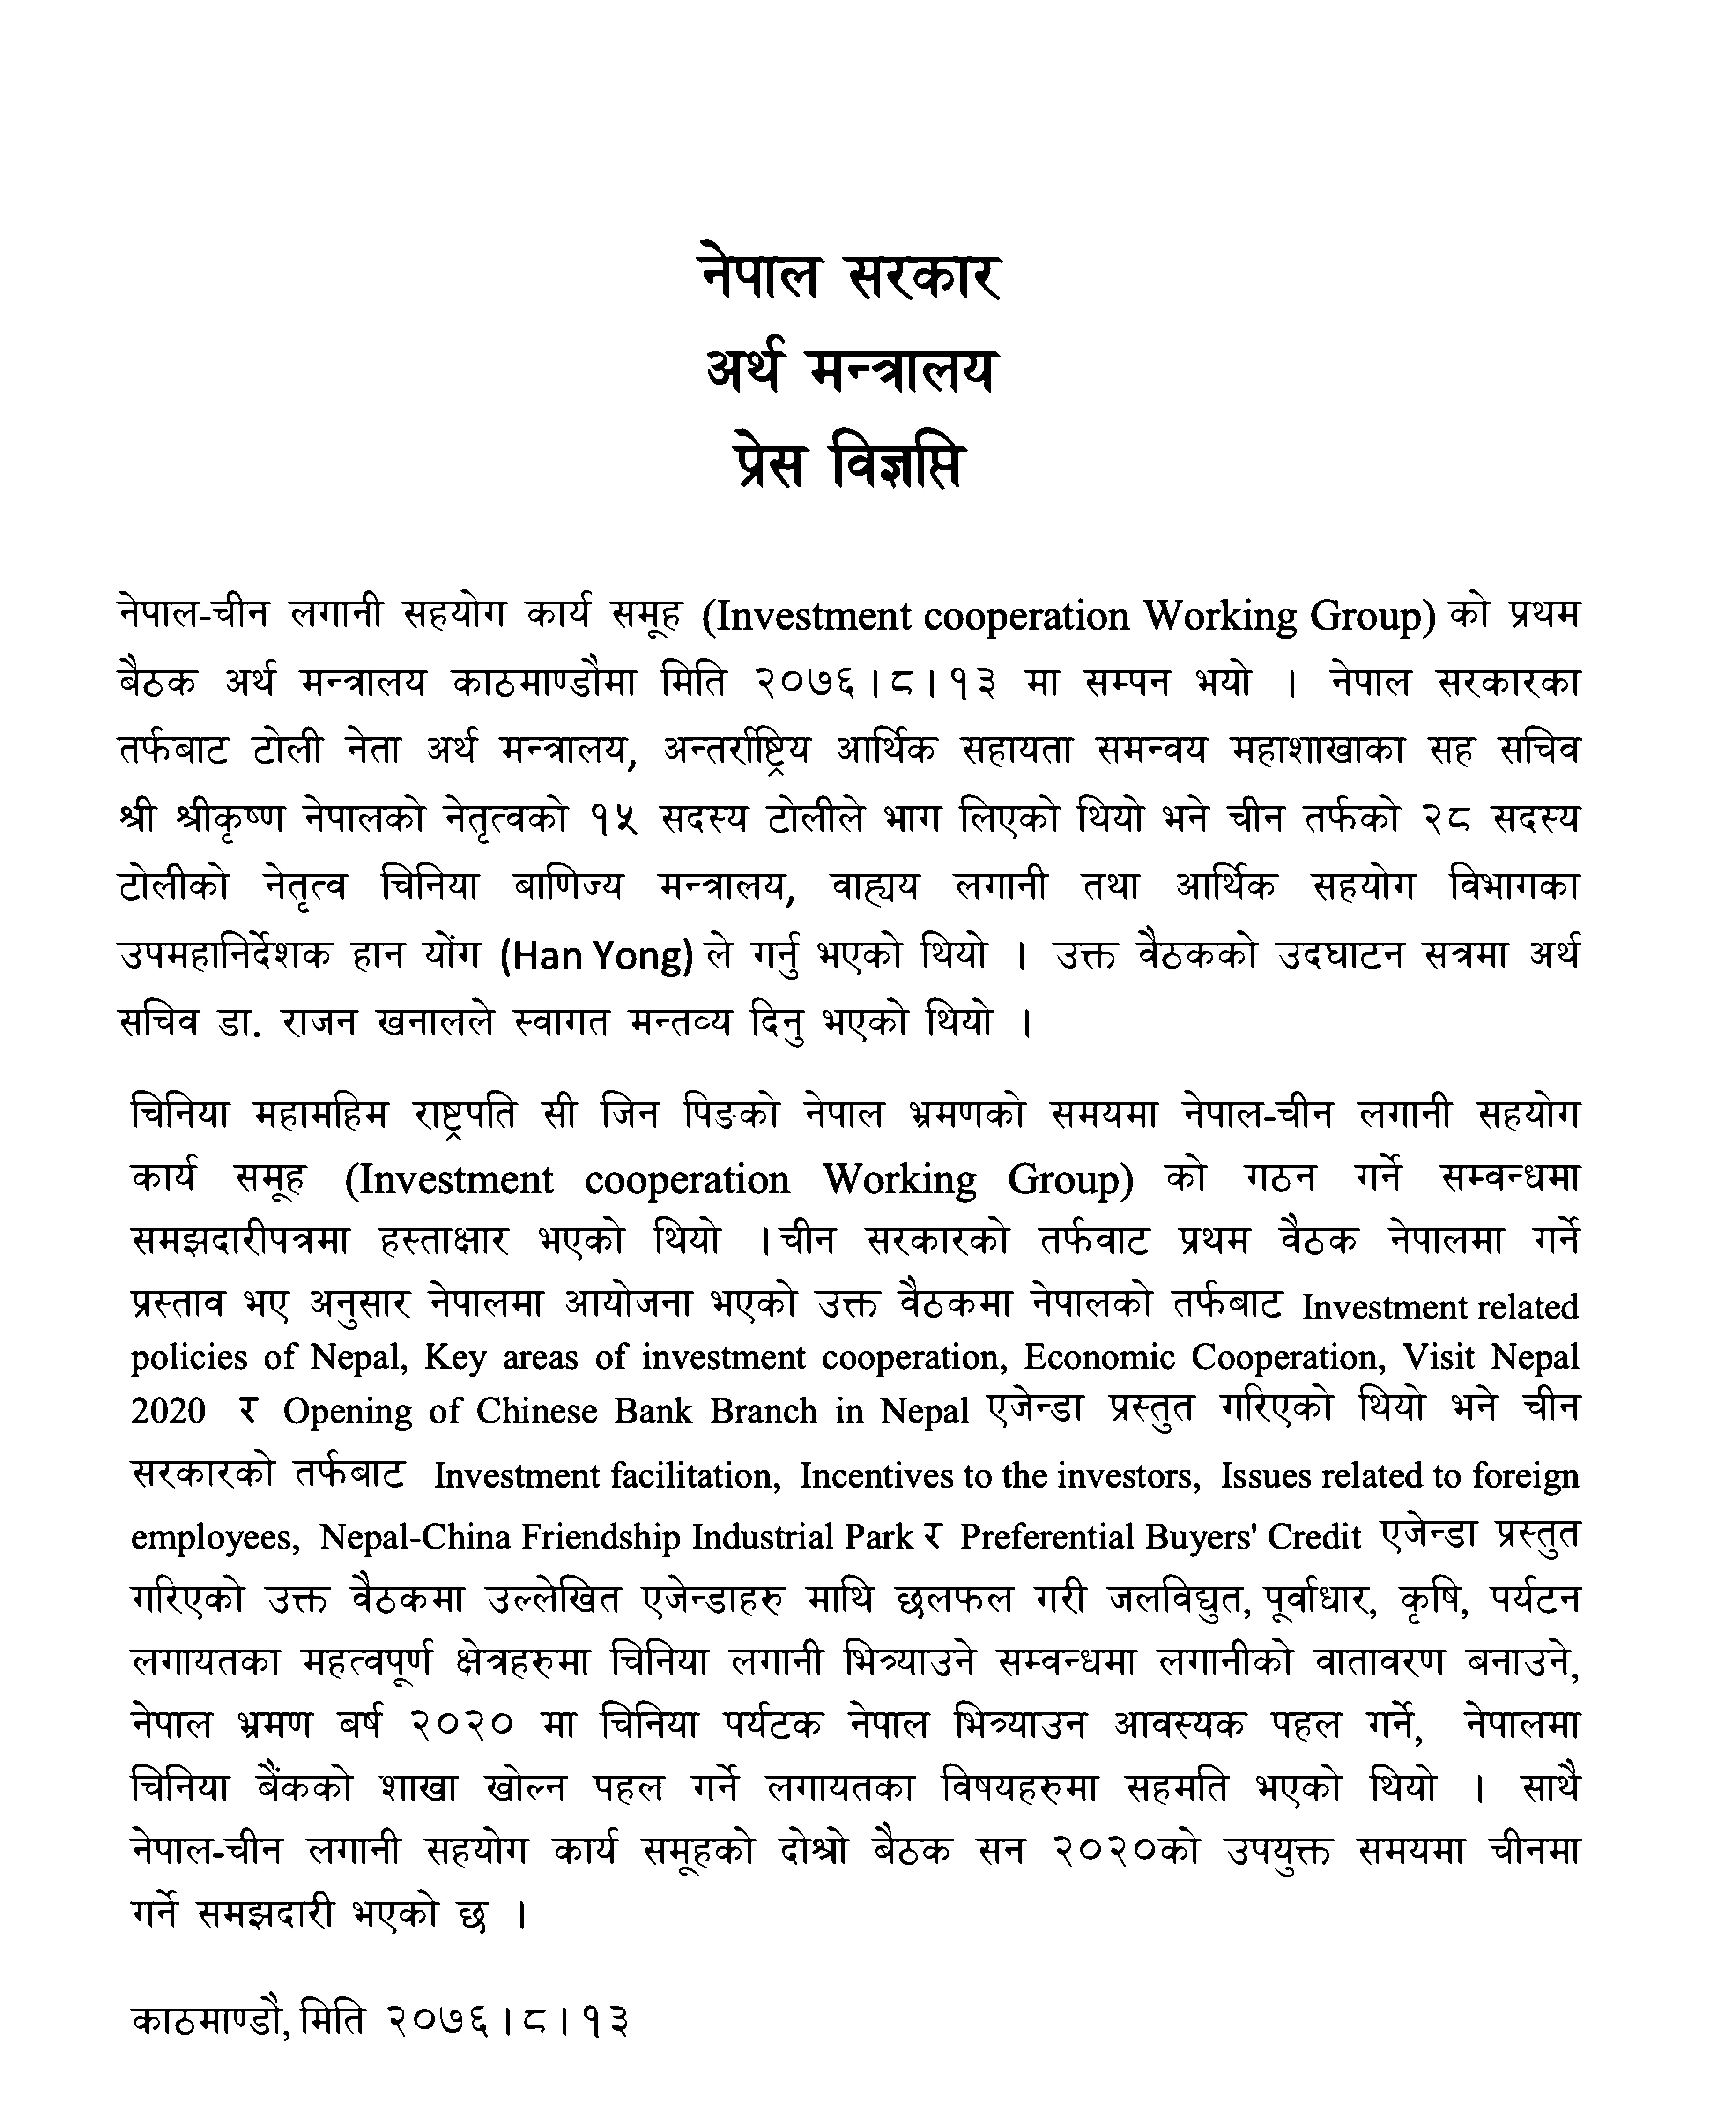 नेपाल सरकार
अर्थ मन्त्रालय
प्रेस विज्ञप्ति
नेपाल-चीन लगानी सहयोग कार्य समूह (Investment cooperation Working Group) को प्रथम
बैठक अर्थ मन्त्रालय काठमाण्डौमा मिति २०७६।८।१३ मा सम्पन भयो । नेपाल सरकारका
तर्फबाट टोली नेता अर्थ मन्त्रालय, अन्तर्राष्ट्रिय आर्थिक सहायता समन्वय महाशाखाका सह सचिव
श्री श्रीकृष्ण नेपालको नेतृत्वको १५ सदस्य टोलीले भाग लिएको थियो भने चीन तर्फको २८ सदस्य
टोलीको नेतृत्व चिनिया बाणिज्य मन्त्रालय, वाह्यय लगानी तथा आर्थिक सहयोग विभागका
उपमहानिर्देशक हान योंग (Han Yong) ले गर्नु भएको थियो । उक्त वैठकको उदघाटन सत्रमा अर्थ
सचिव डा. राजन खनालले स्वागत मन्तव्य दिनु भएको थियो ।
चिनिया महामहिम राष्ट्रपति सी जिन पिङको नेपाल भ्रमणको समयमा नेपाल-चीन लगानी सहयोग
कार्य समूह (Investment cooperation Working Group) को गठन गर्ने सम्वन्धमा
समझदारीपत्रमा हस्ताक्षार भएको थियो ।चीन सरकारको तर्फवाट प्रथम वैठक नेपालमा गर्ने
प्रस्ताव भए अनुसार नेपालमा आयोजना भएको उक्त वैठकमा नेपालको तर्फबाट Investment related
policies of Nepal, Key areas of investment cooperation, Economic Cooperation, Visit Nepal
2020 र Opening of Chinese Bank Branch in Nepal एजेन्डा प्रस्तुत गरिएको थियो भने चीन
सरकारको तर्फबाट Investment facilitation, Incentives to the investors, Issues related to foreign
employees, Nepal-China Friendship Industrial Park र Preferential Buyers' Credit एजेन्डा प्रस्तुत
गरिएको उक्त वैठकमा उल्लेखित एजेन्डाहरु माथि छलफल गरी जलविद्युत, पूर्वाधार, कृषि, पर्यटन
लगायतका महत्वपूर्ण क्षेत्रहरुमा चिनिया लगानी भित्र्याउने सम्वन्धमा लगानीको वातावरण बनाउने,
नेपाल भ्रमण बर्ष २०२० मा चिनिया पर्यटक नेपाल भित्र्याउन आवस्यक पहल गर्ने, नेपालमा
चिनिया बैंकको शाखा खोल्न पहल गर्ने लगायतका विषयहरुमा सहमति भएको थियो । साथै
नेपाल-चीन लगानी सहयोग कार्य समूहको दोश्रो बैठक सन २०२०को उपयुक्त समयमा चीनमा
गर्ने समझदारी भएको छ ।
काठमाण्डौ, मिति २०७६।८।१३